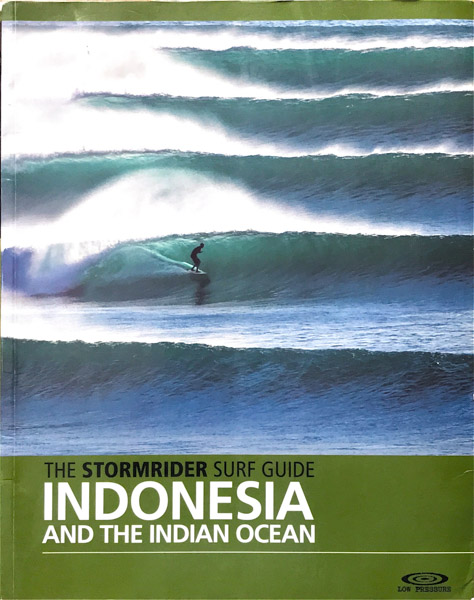 THE STORMRIDER SURF GUIDE
INDONESIA
AND THE INDIAN OCEAN
LOW PRESSURE